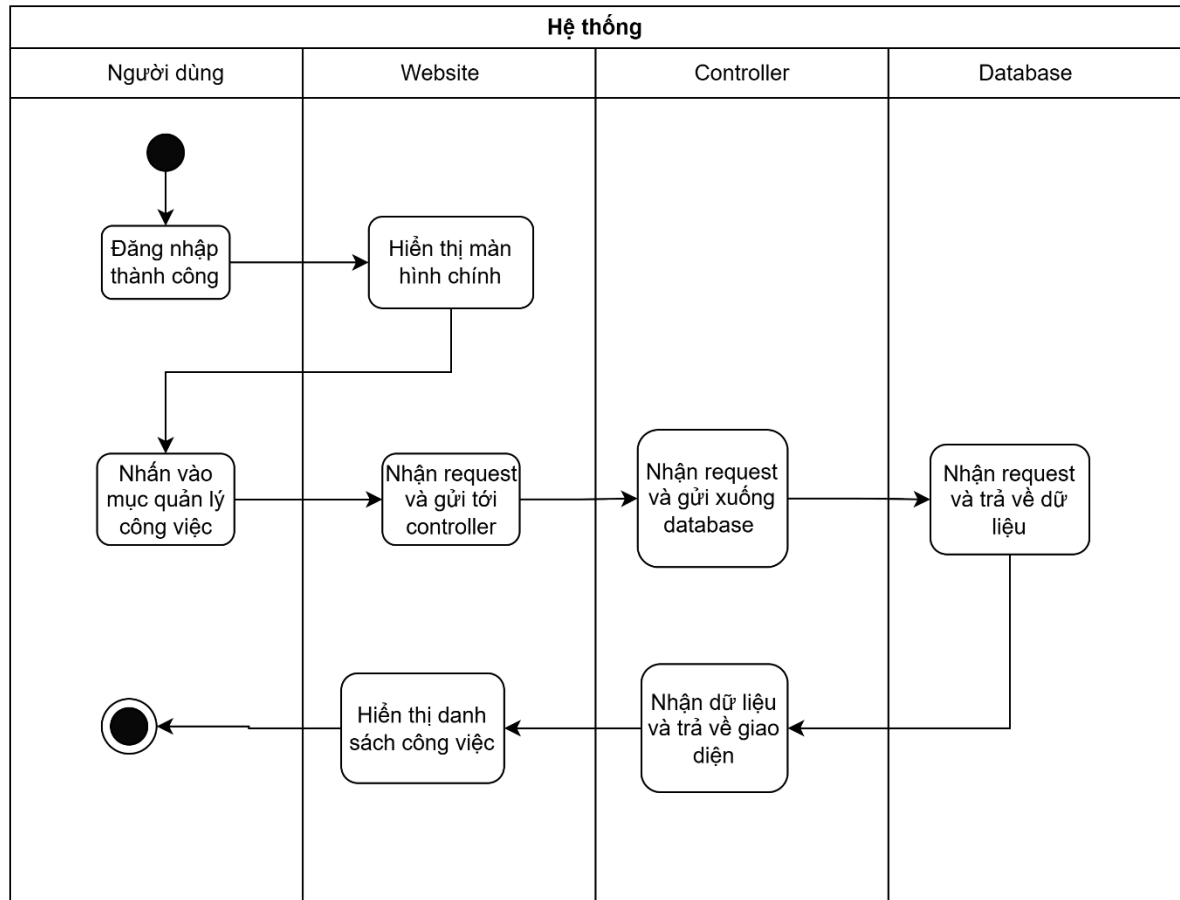 Hệ thống
Người dùng
Website
Controller
Database
Đăng nhập
thành công
Hiển thị màn
hình chính
Nhấn vào
mục quản lý
công việc
Nhận request
và gửi tới
controller
Nhận request
và gửi xuống
database
Nhận request
và trả về dữ
liệu
Nhận dữ liệu
và trả về giao
diện
Hiển thị danh
sách công việc